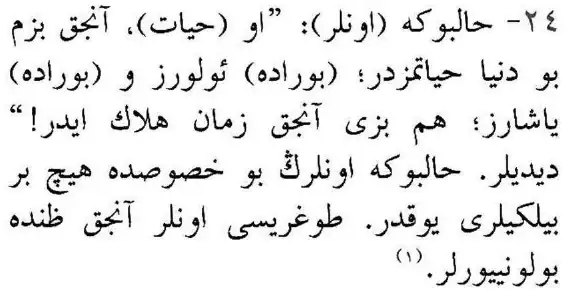 ٢٤- حالبوكه (اونلر): ”او (حيات)، آنجق بزم
بو دنيا حياتمزدر؛ (بوراده) ئولورز و (بوراده)
ياشارز؛ هم بزى آنجق زمان هلاك ايدر!“
ديديلر. حالبوكه اونلرڭ بو خصوصده هيچ بر
بيلكيلرى يوقدر. طوغريسى اونلر آنجق ظنده
بولونييورلر.(١)